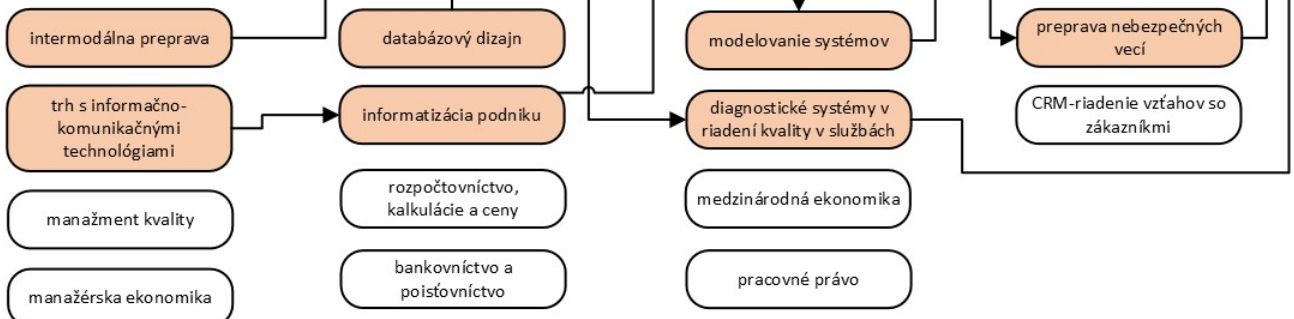 intermodálna preprava
trh s informačno-
komunikačnými
technológiami
manažment kvality
manažérska ekonomika
databázový dizajn
informatizácia podniku
rozpočtovníctvo,
kalkulácie a ceny
bankovníctvo a
poisťovníctvo
modelovanie systémov
diagnostické systémy v
riadení kvality v službách
medzinárodná ekonomika
pracovné právo
preprava nebezpečných
vecí
CRM-riadenie vzťahov so
zákazníkmi